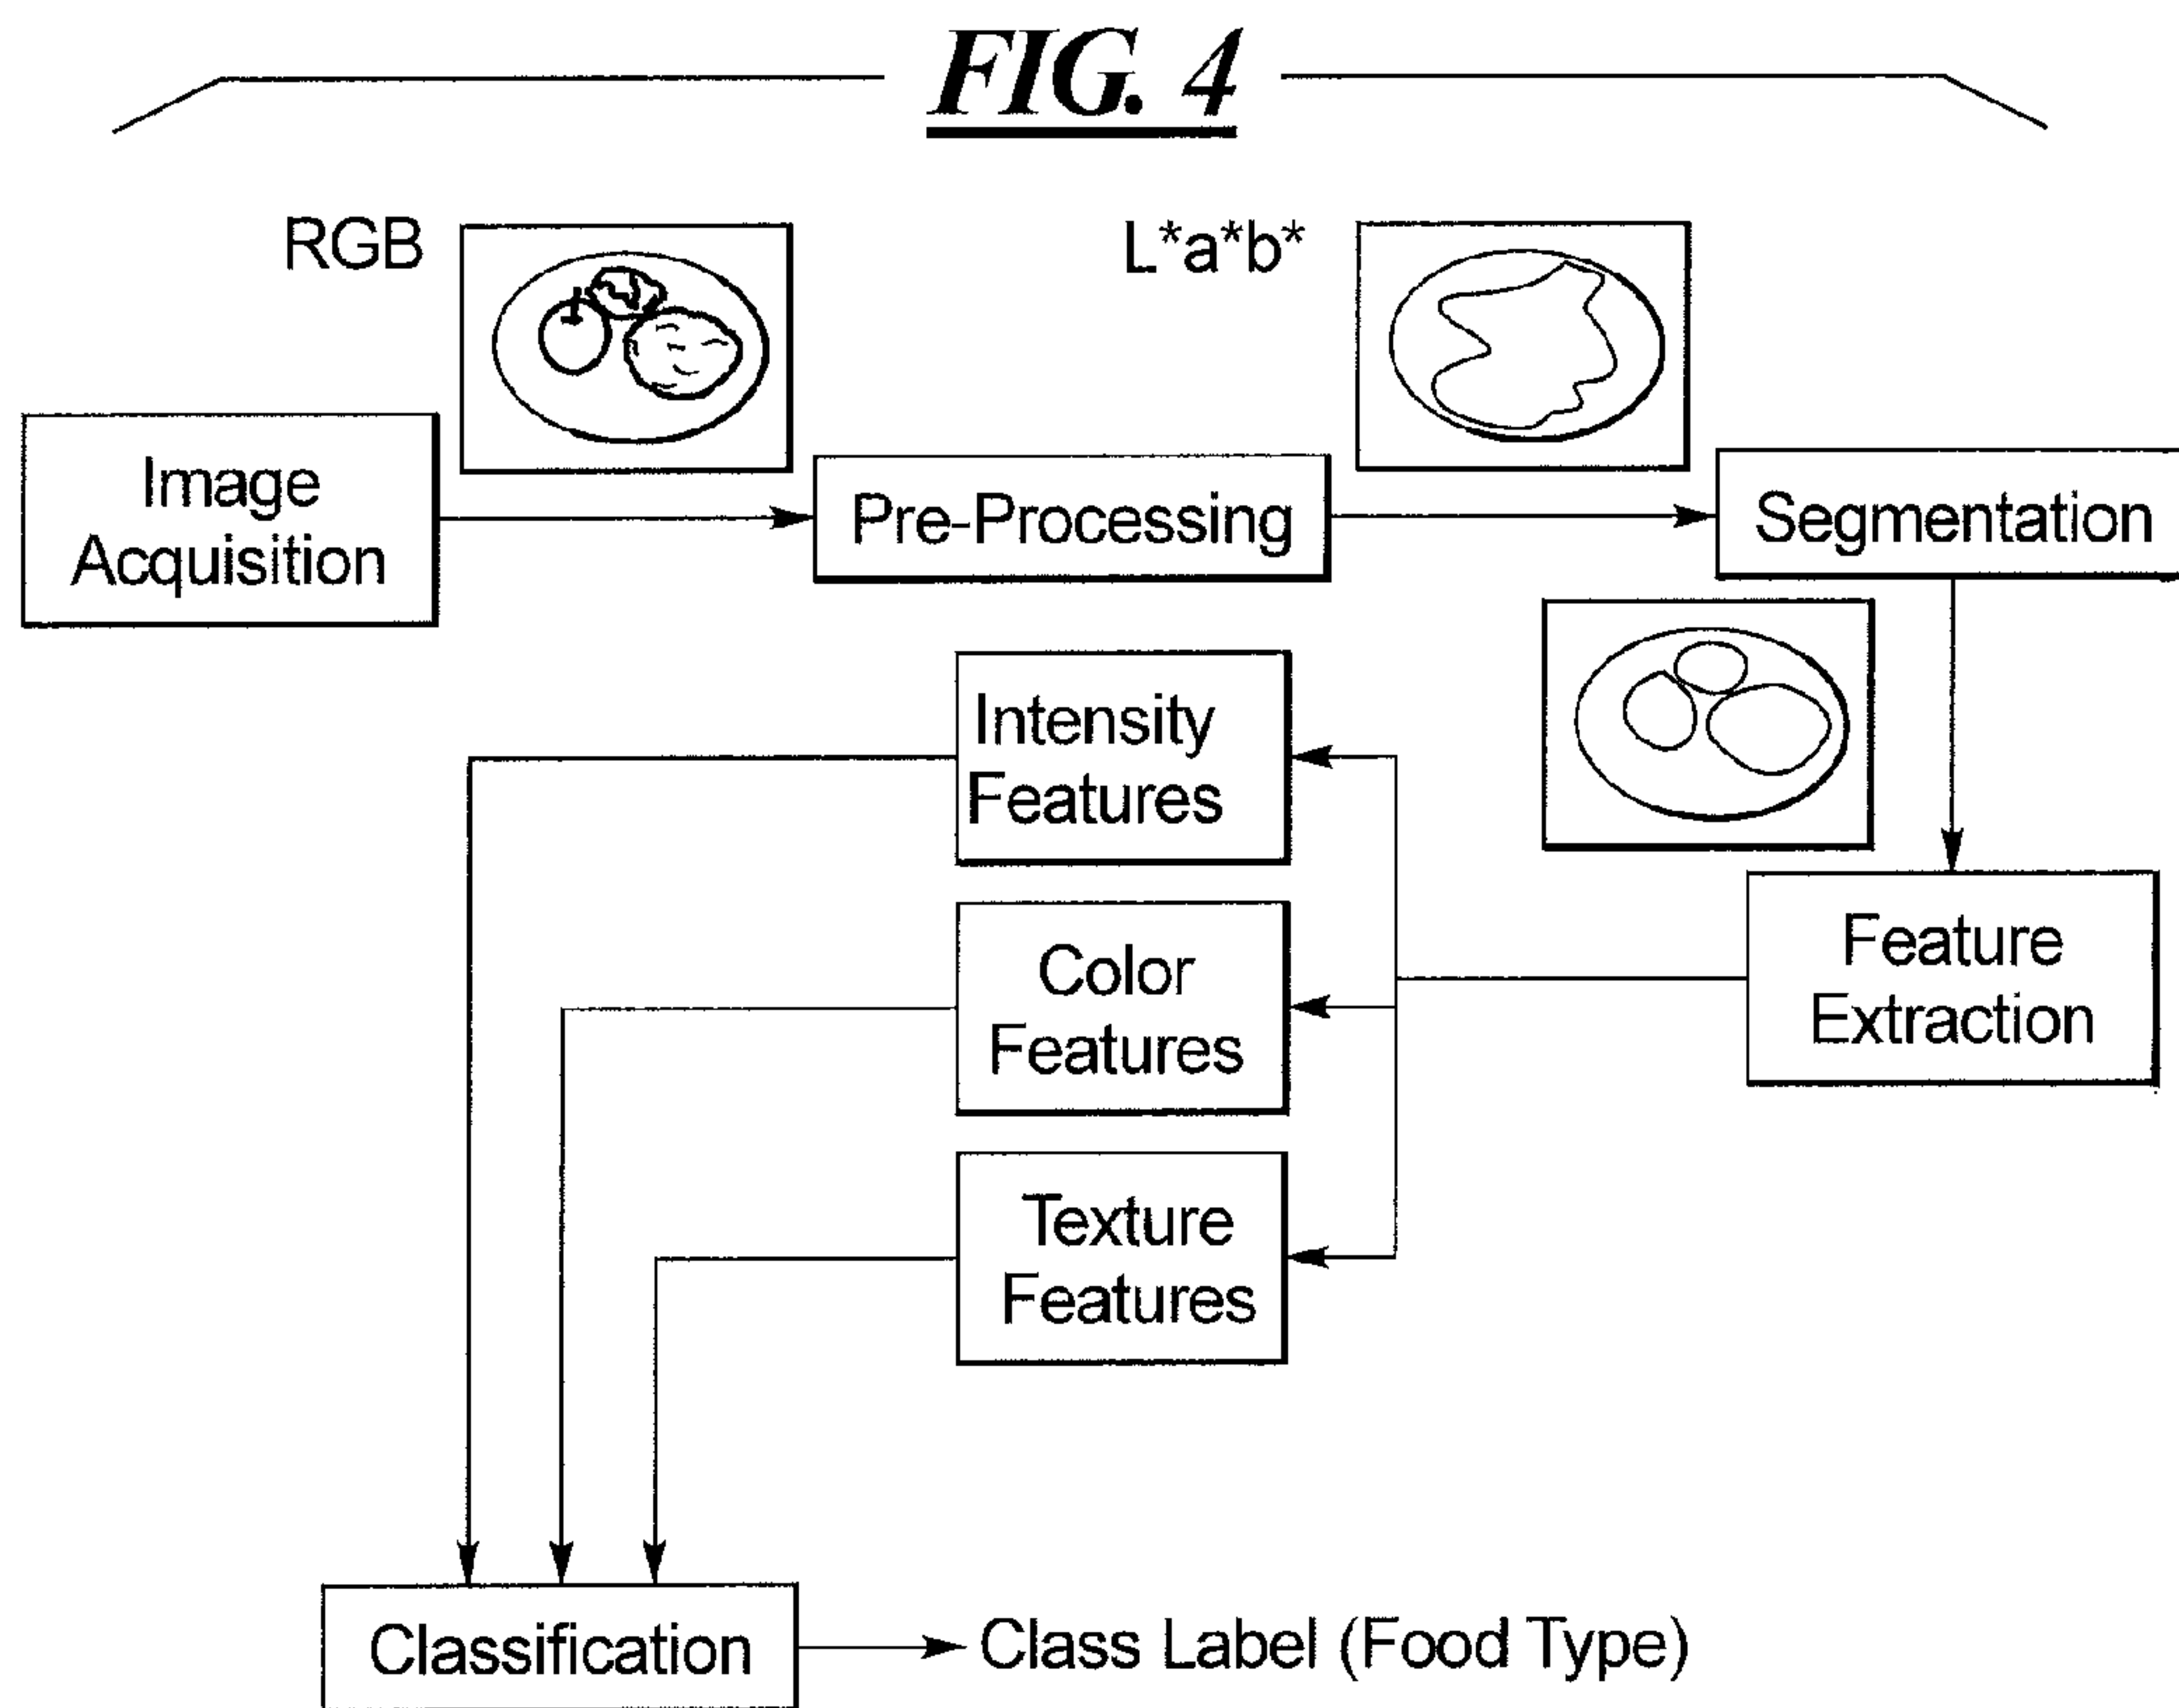 FIG. 4
RGB
L*a*b*
Image
Acquisition
Pre-Processing
Segmentation
Intensity
Features
Color
Features
Feature
Extraction
Texture
Features
Classification
Class Label (Food Type)